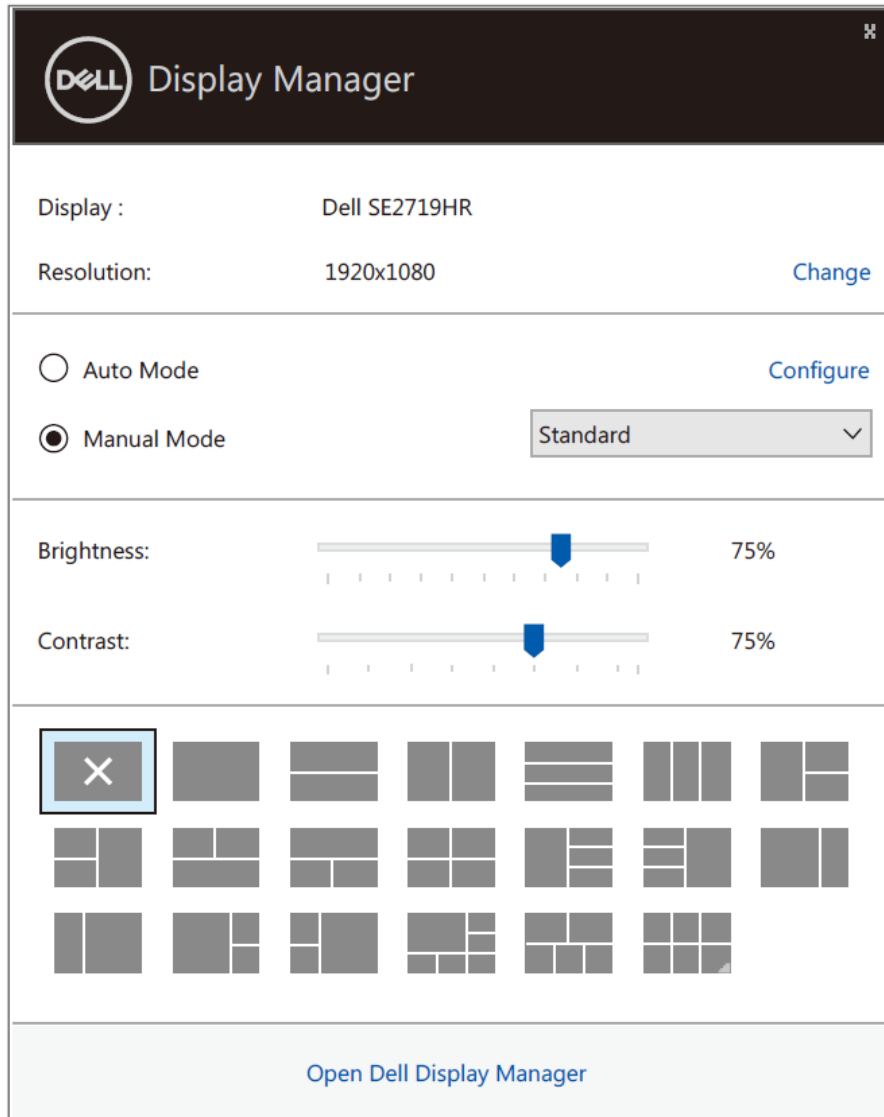 DELL Display Manager
Display : Dell SE2719HR
Resolution: 1920x1080 Change
Auto Mode Configure
Manual Mode Standard
Brightness: 75%
Contrast: 75%
Open Dell Display Manager